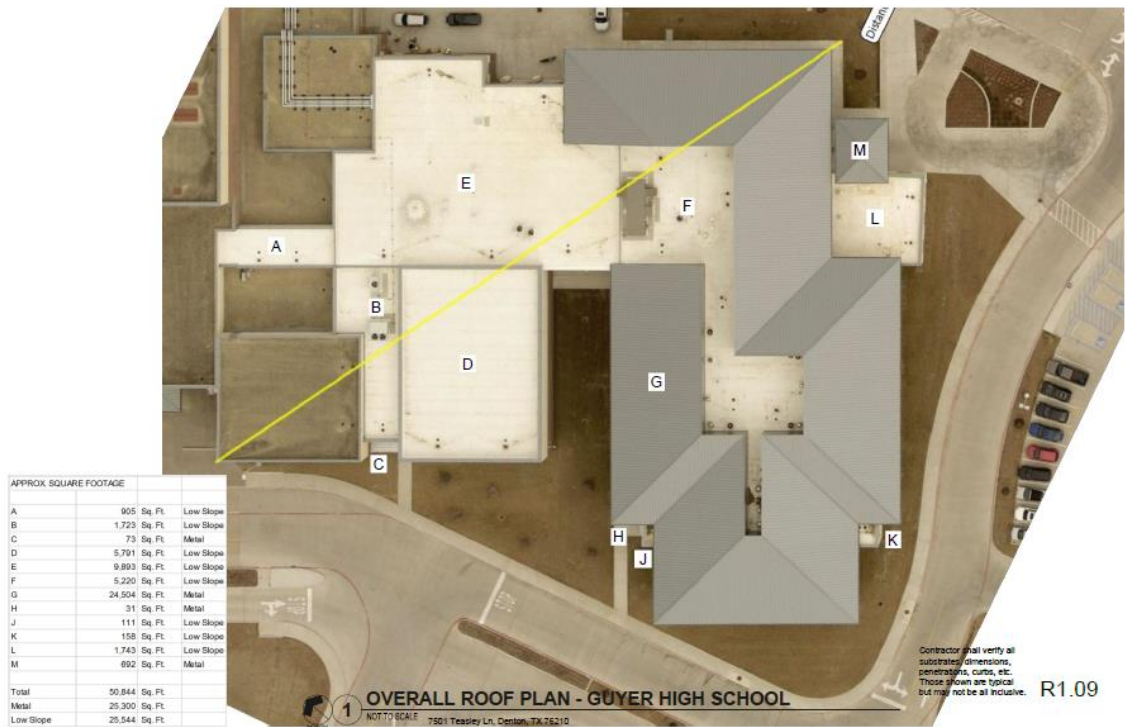 Distan
M
E
F
L
A
B
D
G
C
H
J
K
APPROX. SQUARE FOOTAGE
A 905 Sq. Ft. Low Slope
B 1,723 Sq. Ft. Low Slope
C 73 Sq. Ft. Metal
D 5,791 Sq. Ft. Low Slope
E 9,893 Sq. Ft. Low Slope
F 5,220 Sq. Ft. Low Slope
G 24,504 Sq. Ft. Metal
H 31 Sq. Ft. Metal
J 111 Sq. Ft. Low Slope
K 158 Sq. Ft. Low Slope
L 1,743 Sq. Ft. Low Slope
M 692 Sq. Ft. Metal
Total 50,844 Sq. Ft.
Metal 25,300 Sq. Ft.
Low Slope 25,544 Sq. Ft.
STOP
STOP
1 OVERALL ROOF PLAN - GUYER HIGH SCHOOL
NOT TO SCALE 7501 Teasley Ln, Denton, TX 76210
Contractor shall verify all
substrates, dimensions,
penetrations, curbs, etc.
Those shown are typical
but may not be all inclusive.
R1.09